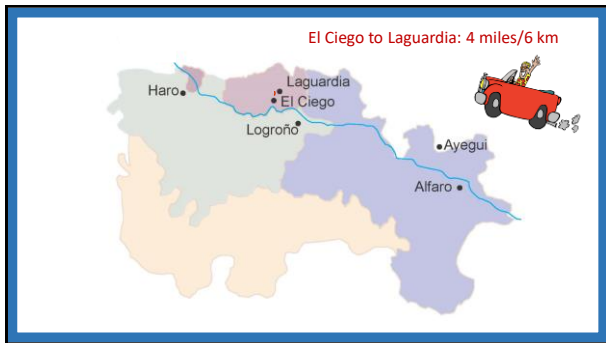 El Ciego to Laguardia: 4 miles/6 km
Laguardia
Haro
El Ciego
Logroño
Ayegui
Alfaro